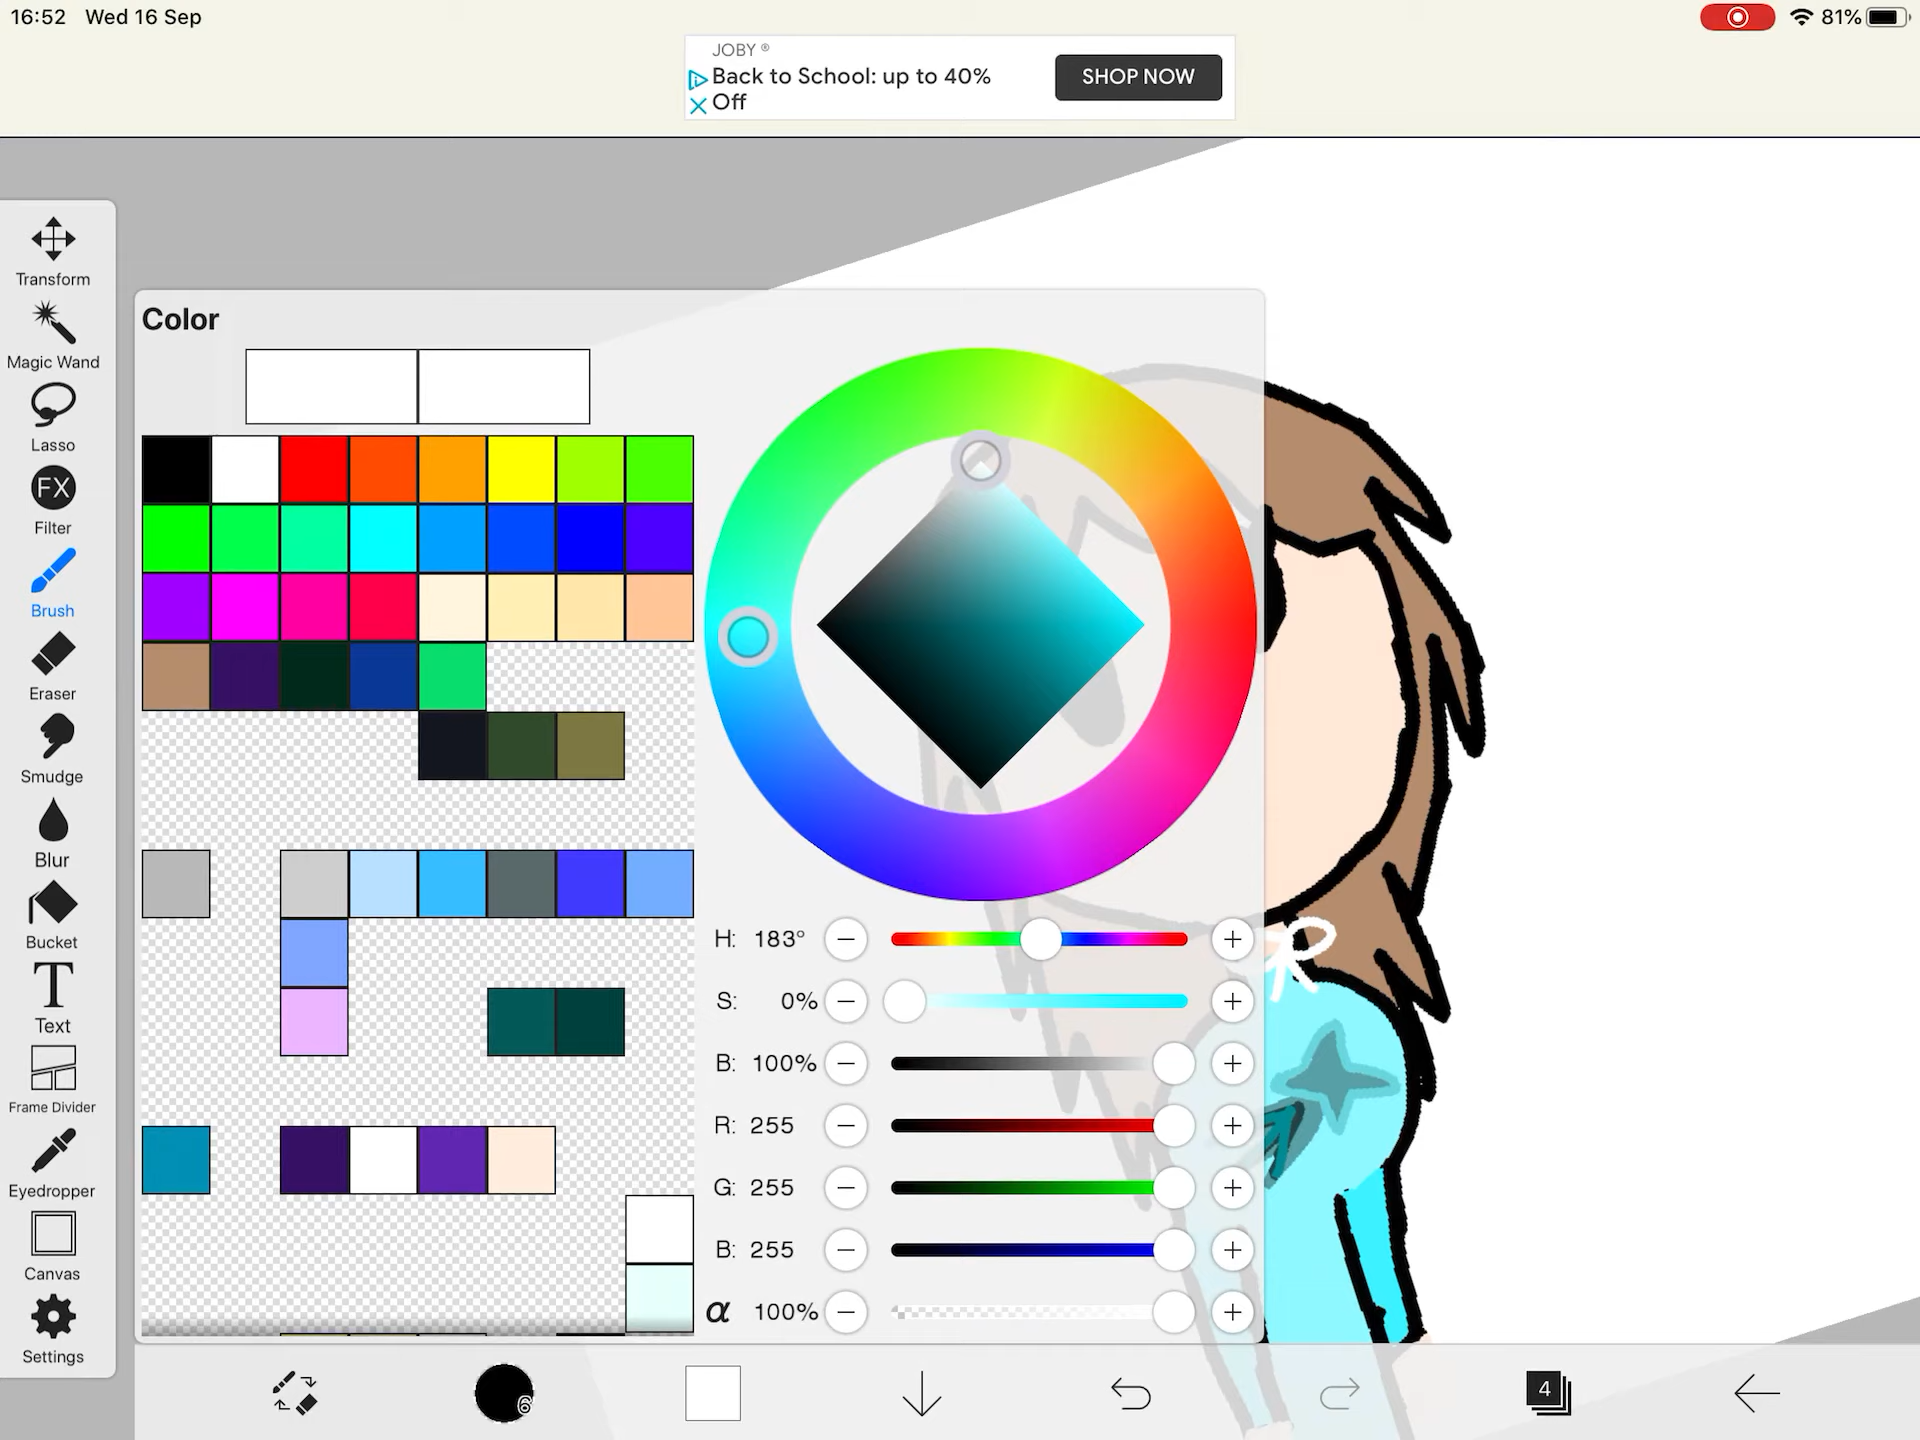 16:52 Wed 16 Sep
81%
JOBY ®
Back to School: up to 40%
Off
SHOP NOW
Transform
Magic Wand
Lasso
FX
Filter
Brush
Eraser
Smudge
Blur
Bucket
T
Text
Frame Divider
Eyedropper
Canvas
Settings
Color
H: 183°
S: 0%
B: 100%
R: 255
G: 255
B: 255
α 100%
6
4